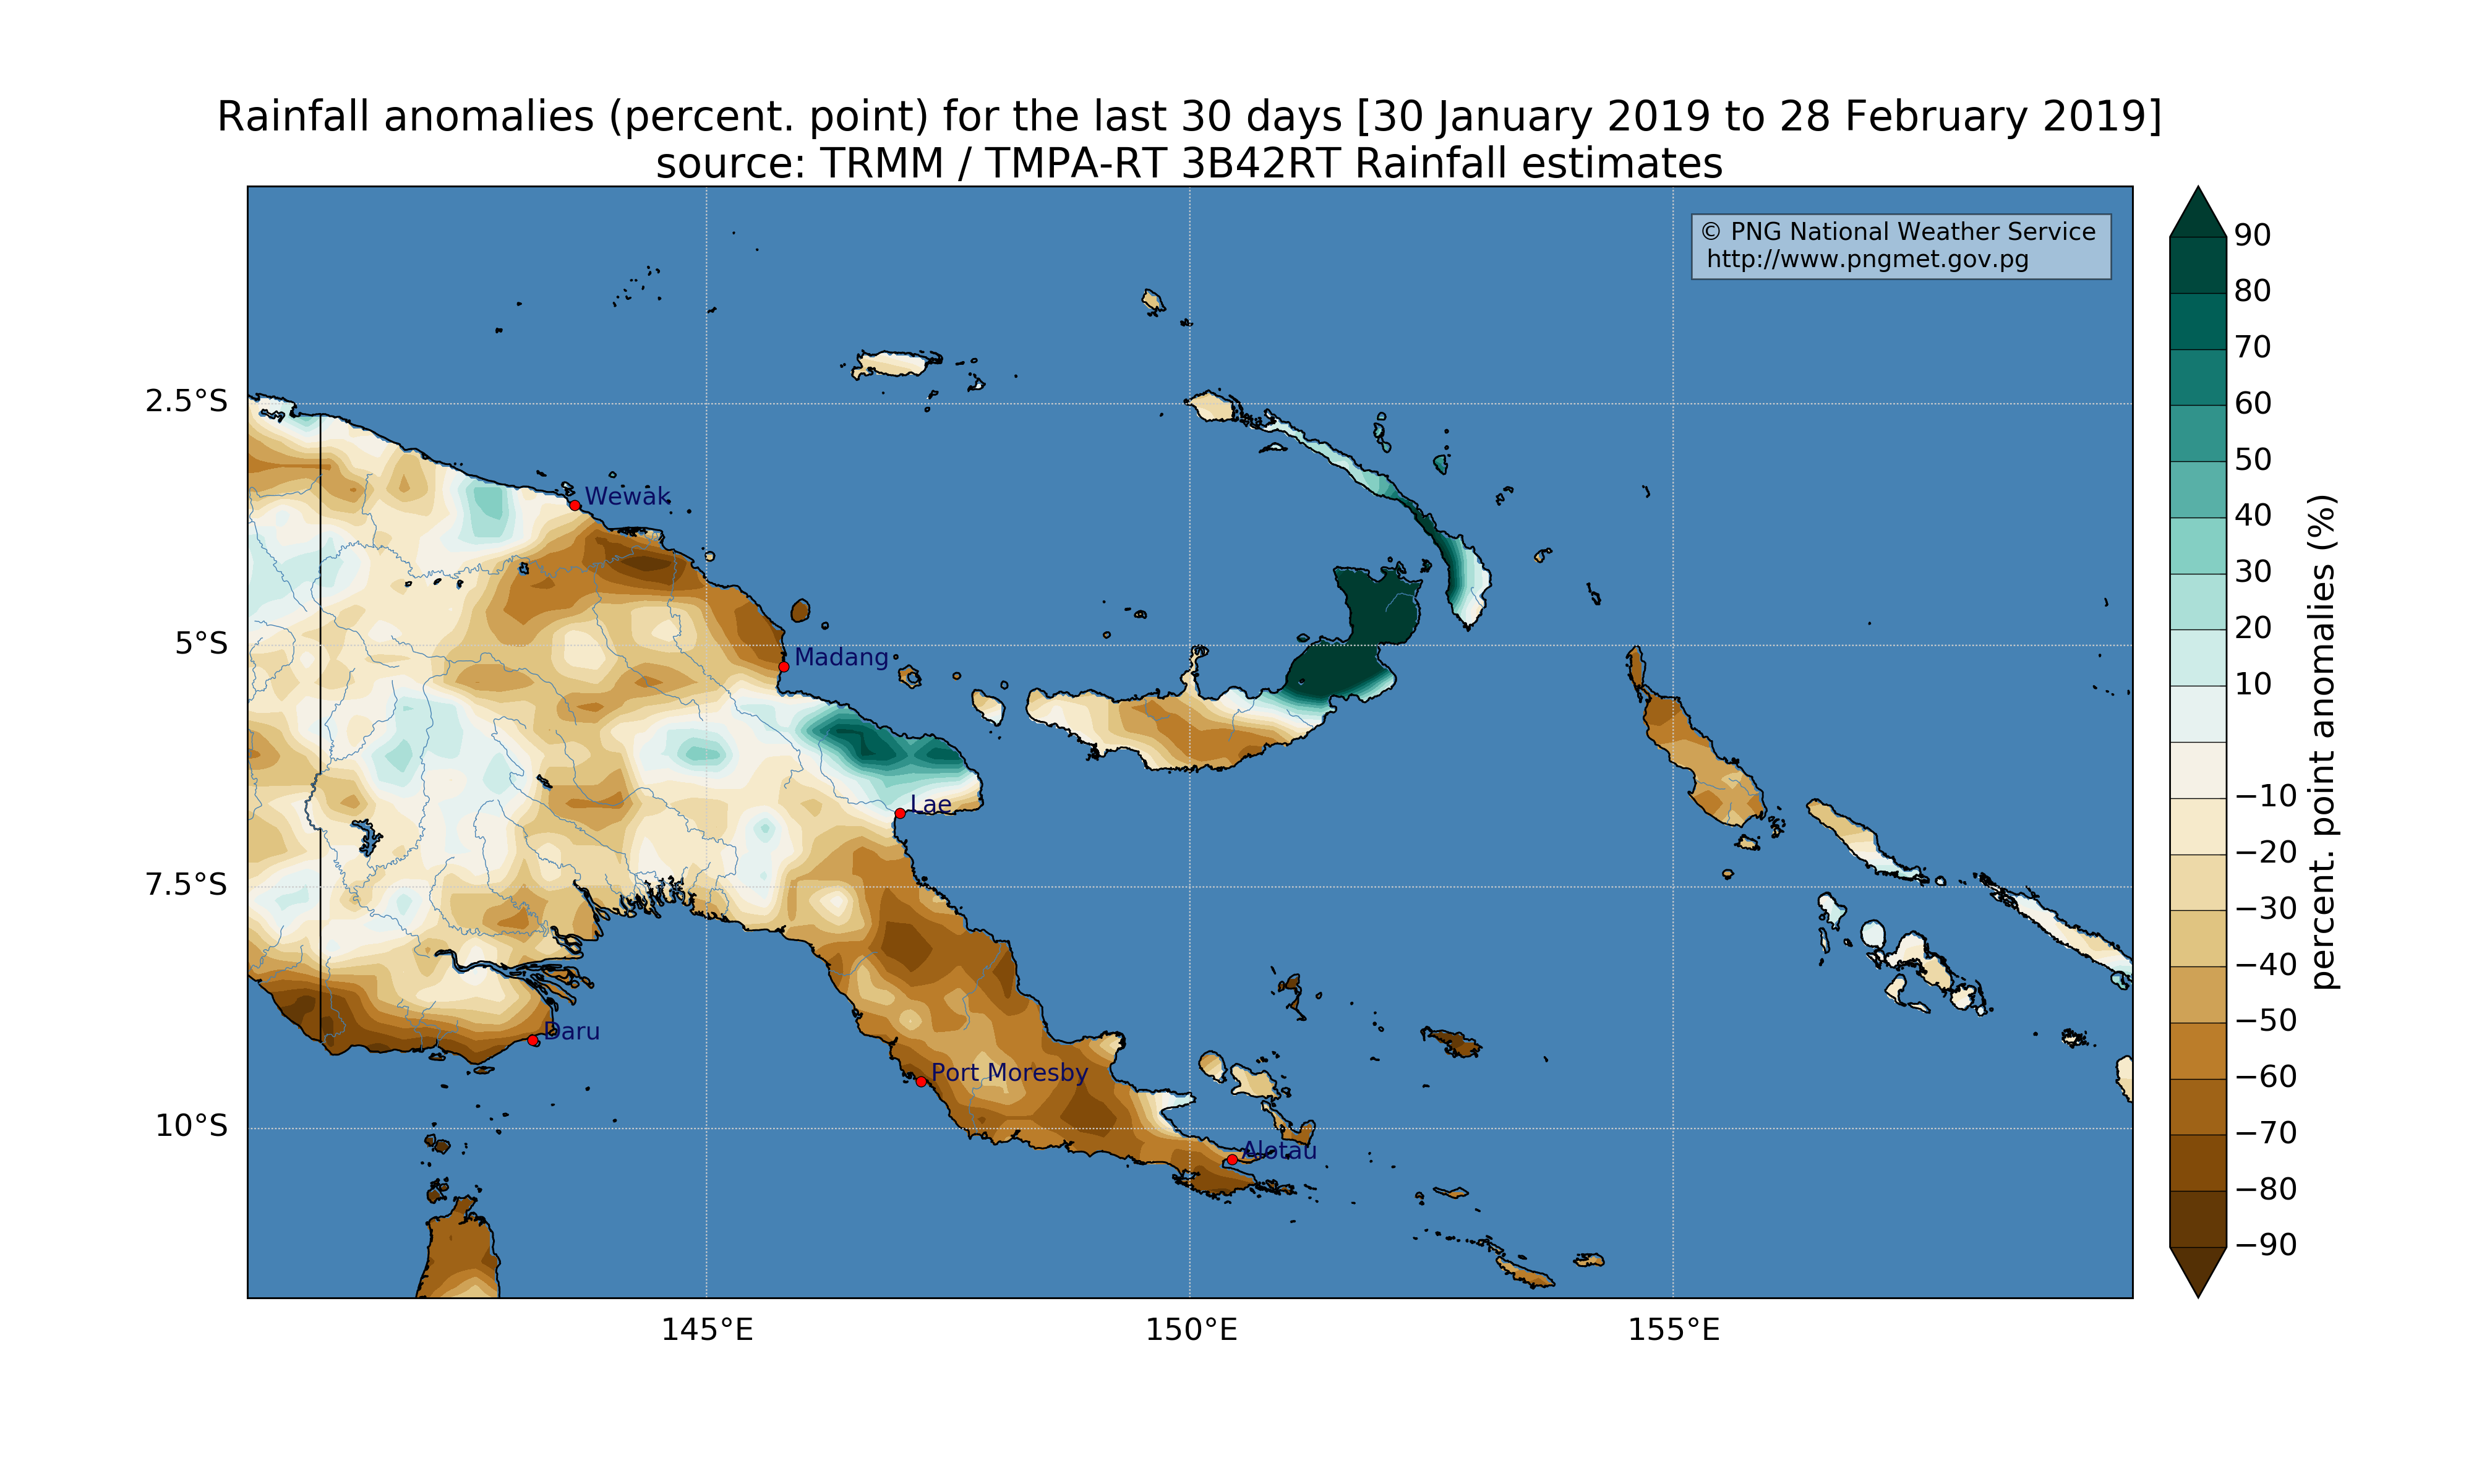 Rainfall anomalies (percent. point) for the last 30 days [30 January 2019 to 28 February 2019]
source: TRMM / TMPA-RT 3B42RT Rainfall estimates
© PNG National Weather Service
http://www.pngmet.gov.pg
2.5°S
5°S
7.5°S
10°S
Wewak
Madang
Lae
Daru
Port Moresby
Alotau
145°E
150°E
155°E
90
80
70
60
50
40
30
20
10
−10
−20
−30
−40
−50
−60
−70
−80
−90
percent. point anomalies (%)